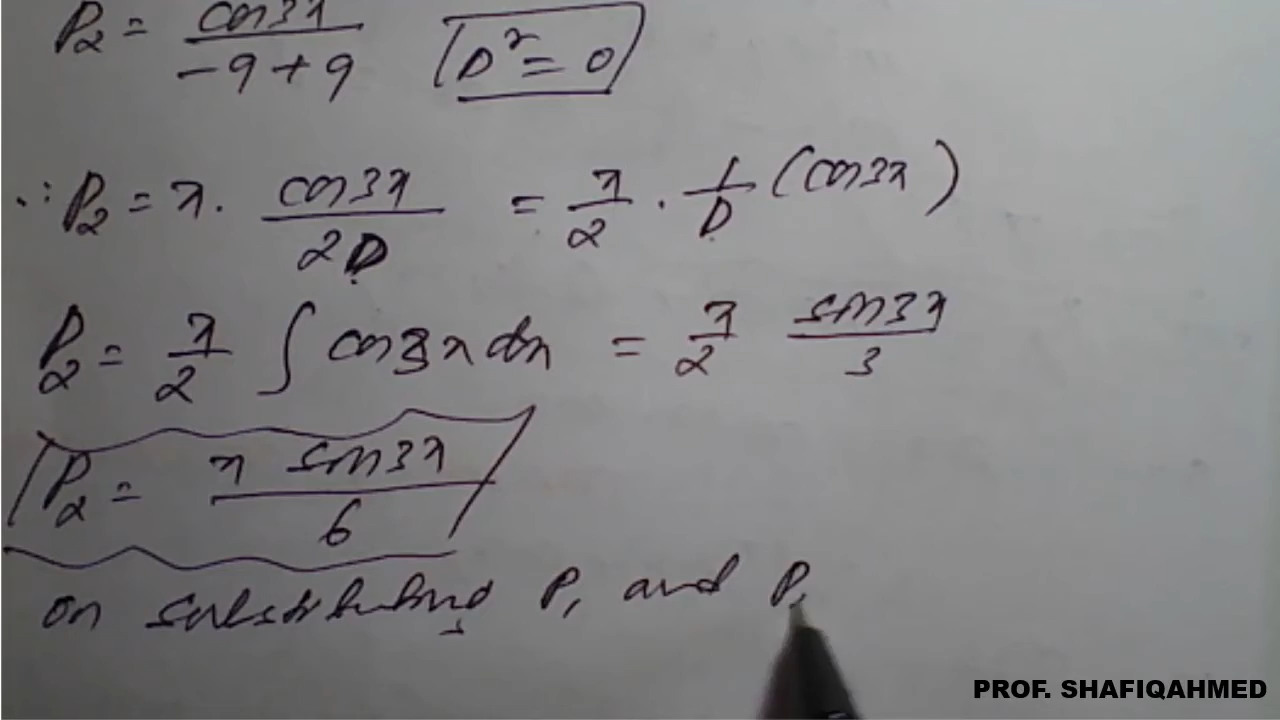 P₂ = cos3x / -9+9 [D² = 0]
∴ P₂ = x · cos3x / 2D = x/2 · 1/D (cos3x)
P₂ = x/2 ∫ cos3x dx = x/2 sin3x/3
P₂ = x sin3x / 6
on substituting P₁ and P
PROF. SHAFIQAHMED